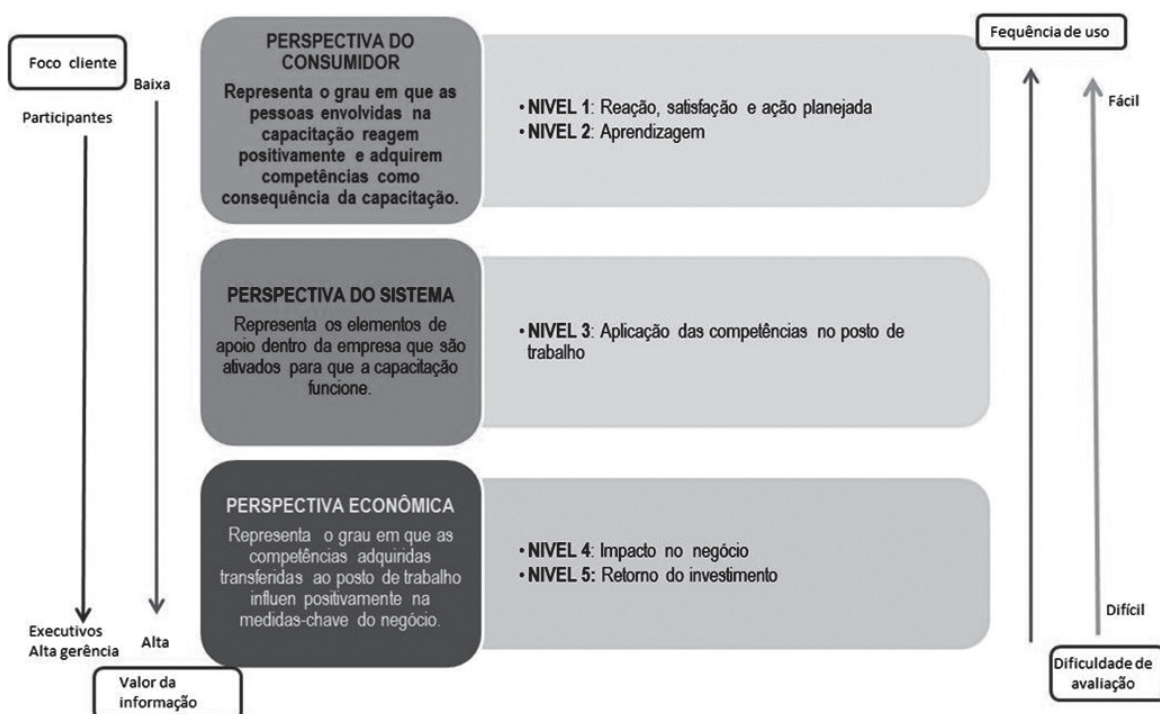 Foco cliente
Participantes
Baixa
Executivos
Alta gerência
Alta
Valor da
informação
PERSPECTIVA DO
CONSUMIDOR
Representa o grau em que as
pessoas envolvidas na
capacitação reagem
positivamente e adquirem
competências como
consequência da capacitação.
• NIVEL 1: Reação, satisfação e ação planejada
• NIVEL 2: Aprendizagem
PERSPECTIVA DO SISTEMA
Representa os elementos de
apoio dentro da empresa que são
ativados para que a capacitação
funcione.
• NIVEL 3: Aplicação das competências no posto de
trabalho
PERSPECTIVA ECONÔMICA
Representa o grau em que as
competências adquiridas
transferidas ao posto de trabalho
influen positivamente na
medidas-chave do negócio.
• NIVEL 4: Impacto no negócio
• NIVEL 5: Retorno do investimento
Fequência de uso
Fácil
Difícil
Dificuldade de
avaliação